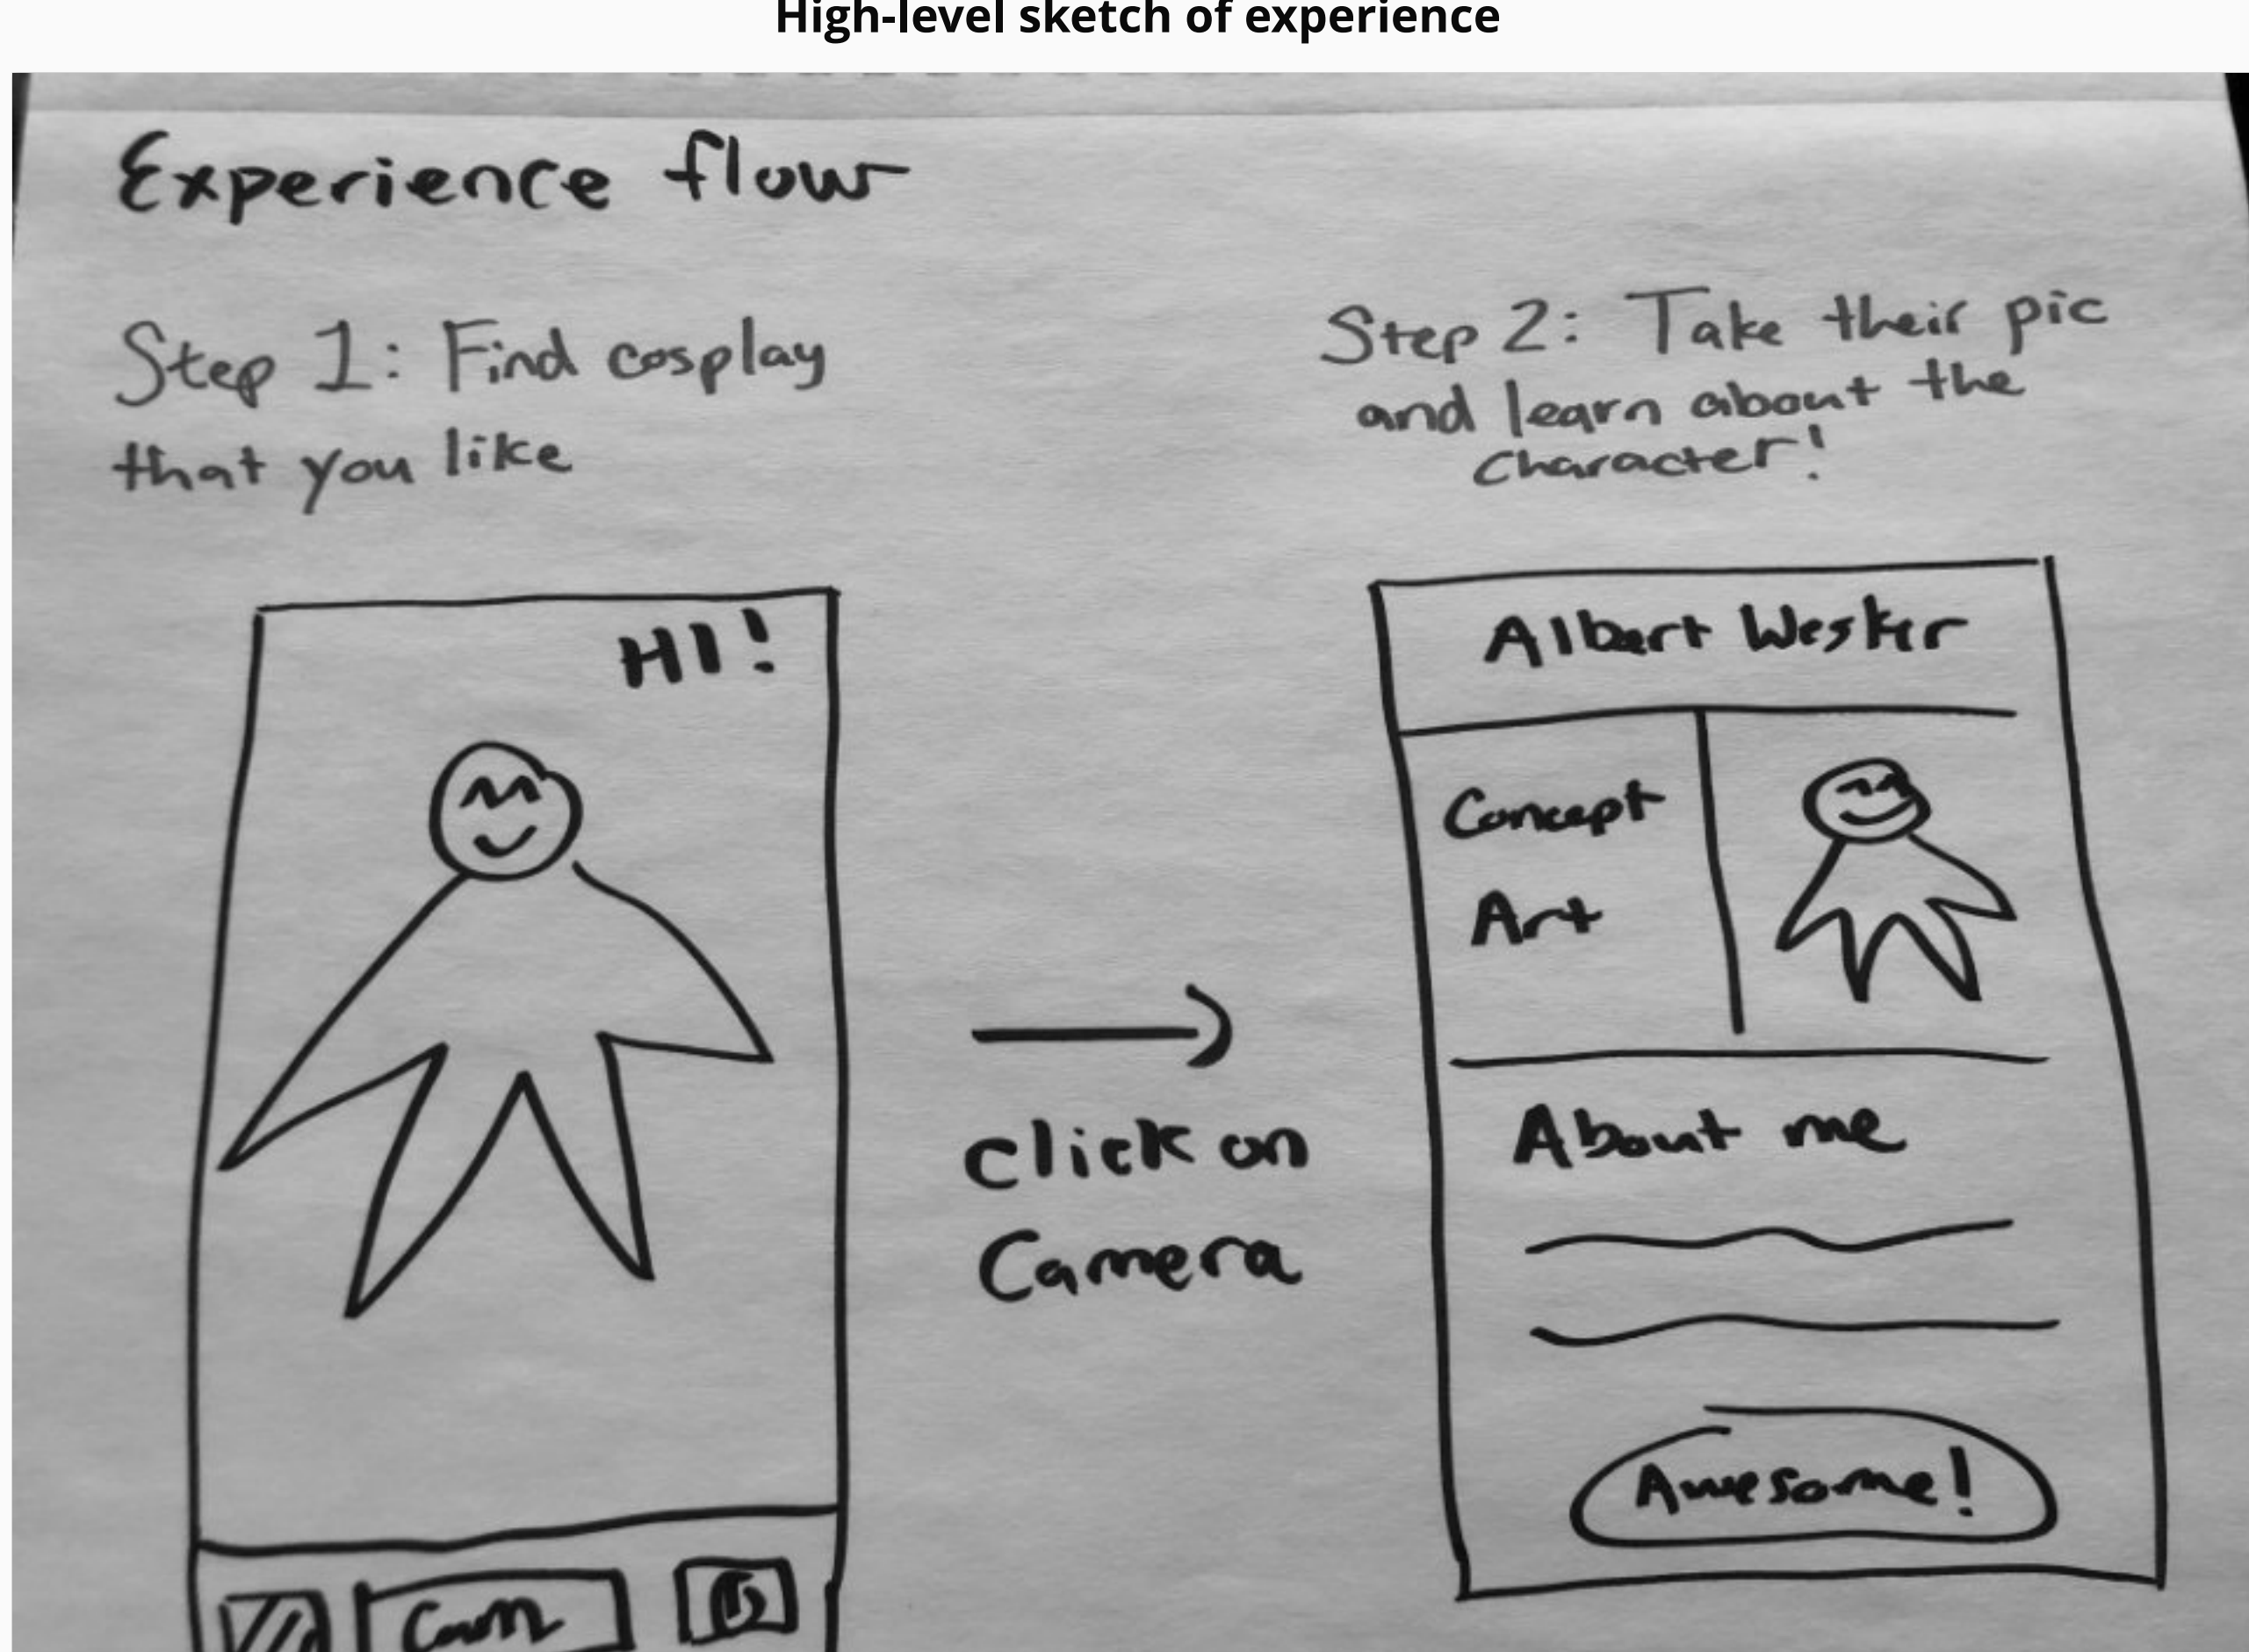 High-level sketch of experience
Experience flow
Step 1: Find cosplay
that you like
Step 2: Take their pic
and learn about the
character!
HI!
click on
Camera
Albert Wesker
Concept
Art
About me
Awesome!
Cam